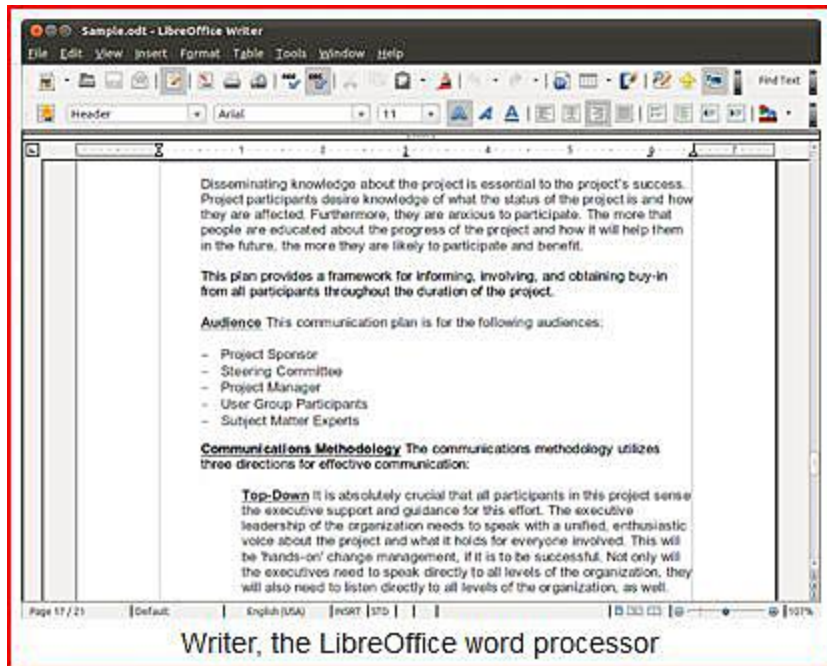 Sample.odt - LibreOffice Writer
File Edit View Insert Format Table Tools Window Help
Find Text
Header Arial 11
Disseminating knowledge about the project is essential to the project's success.
Project participants desire knowledge of what the status of the project is and how
they are affected. Furthermore, they are anxious to participate. The more that
people are educated about the progress of the project and how it will help them
in the future, the more they are likely to participate and benefit.
This plan provides a framework for informing, involving, and obtaining buy-in
from all participants throughout the duration of the project.
Audience This communication plan is for the following audiences:
– Project Sponsor
– Steering Committee
– Project Manager
– User Group Participants
– Subject Matter Experts
Communications Methodology The communications methodology utilizes
three directions for effective communication:
Top-Down It is absolutely crucial that all participants in this project sense
the executive support and guidance for this effort. The executive
leadership of the organization needs to speak with a unified, enthusiastic
voice about the project and what it holds for everyone involved. This will
be 'hands-on' change management, if it is to be successful. Not only will
the executives need to speak directly to all levels of the organization, they
will also need to listen directly to all levels of the organization, as well.
Page 17 / 21 Default English (USA) INSRT STD 107%
Writer, the LibreOffice word processor